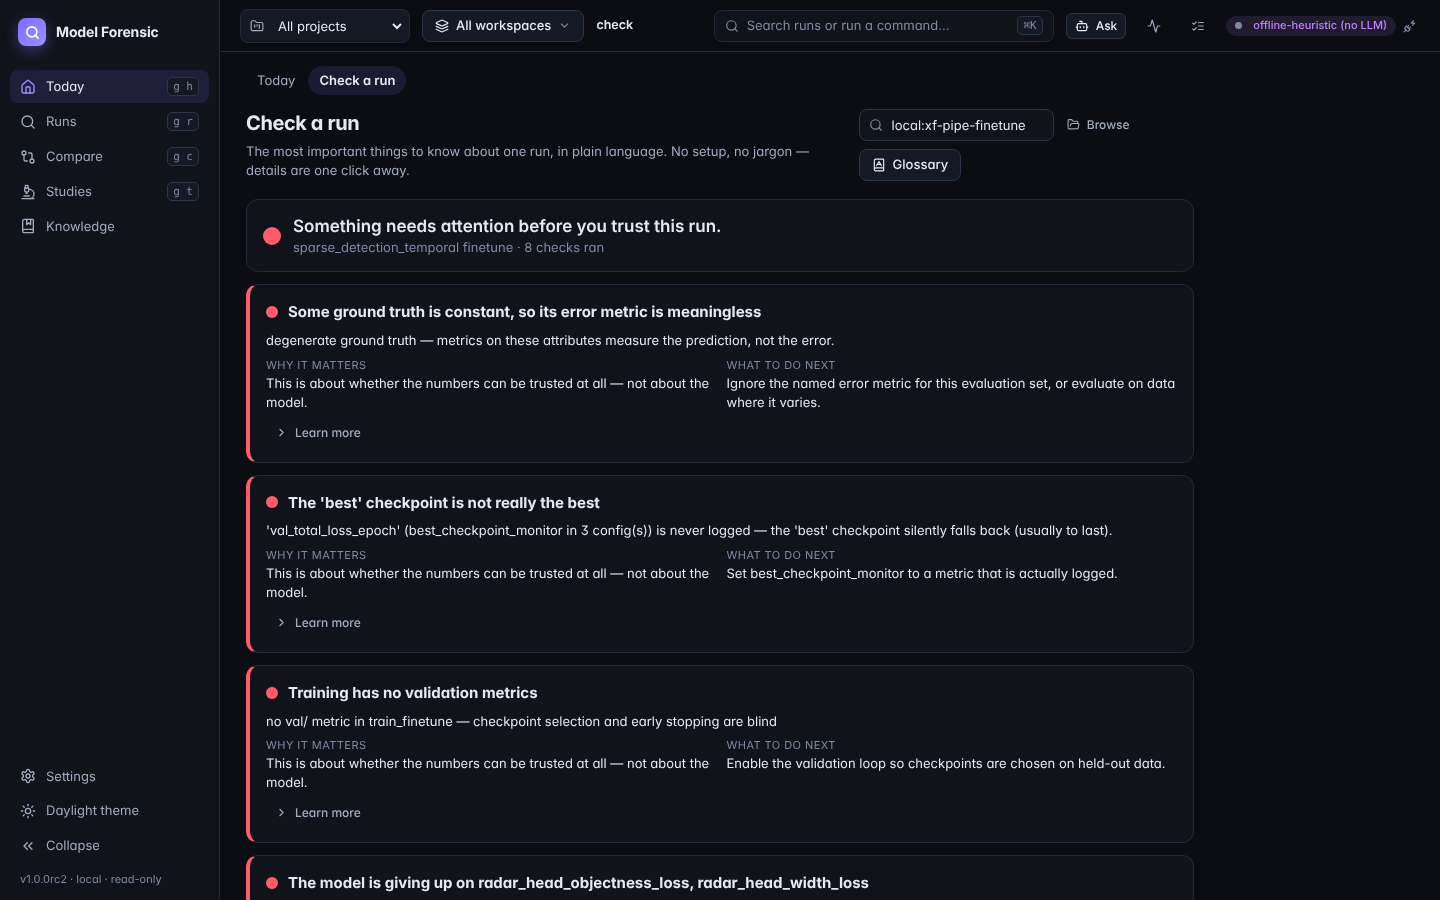 Model Forensic
Today g h
Runs g r
Compare g c
Studies g t
Knowledge
Settings
Daylight theme
Collapse
v1.0.0rc2 · local · read-only
All projects
All workspaces
check
Search runs or run a command... ⌘K
Ask
offline-heuristic (no LLM)
Today
Check a run
Check a run
The most important things to know about one run, in plain language. No setup, no jargon —
details are one click away.
local:xf-pipe-finetune
Browse
Glossary
Something needs attention before you trust this run.
sparse_detection_temporal finetune · 8 checks ran
Some ground truth is constant, so its error metric is meaningless
degenerate ground truth — metrics on these attributes measure the prediction, not the error.
WHY IT MATTERS
This is about whether the numbers can be trusted at all — not about the
model.
WHAT TO DO NEXT
Ignore the named error metric for this evaluation set, or evaluate on data
where it varies.
Learn more
The 'best' checkpoint is not really the best
'val_total_loss_epoch' (best_checkpoint_monitor in 3 config(s)) is never logged — the 'best' checkpoint silently falls back (usually to last).
WHY IT MATTERS
This is about whether the numbers can be trusted at all — not about the
model.
WHAT TO DO NEXT
Set best_checkpoint_monitor to a metric that is actually logged.
Learn more
Training has no validation metrics
no val/ metric in train_finetune — checkpoint selection and early stopping are blind
WHY IT MATTERS
This is about whether the numbers can be trusted at all — not about the
model.
WHAT TO DO NEXT
Enable the validation loop so checkpoints are chosen on held-out data.
Learn more
The model is giving up on radar_head_objectness_loss, radar_head_width_loss